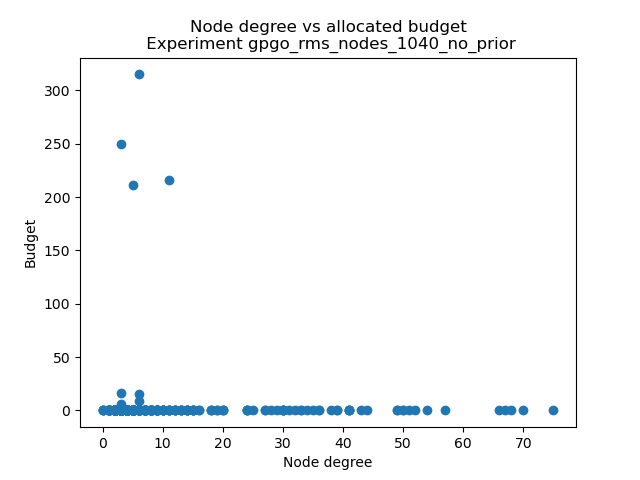 Node degree vs allocated budget
Experiment gpgo_rms_nodes_1040_no_prior
300
250
200
150
100
50
0
Budget
0 10 20 30 40 50 60 70
Node degree